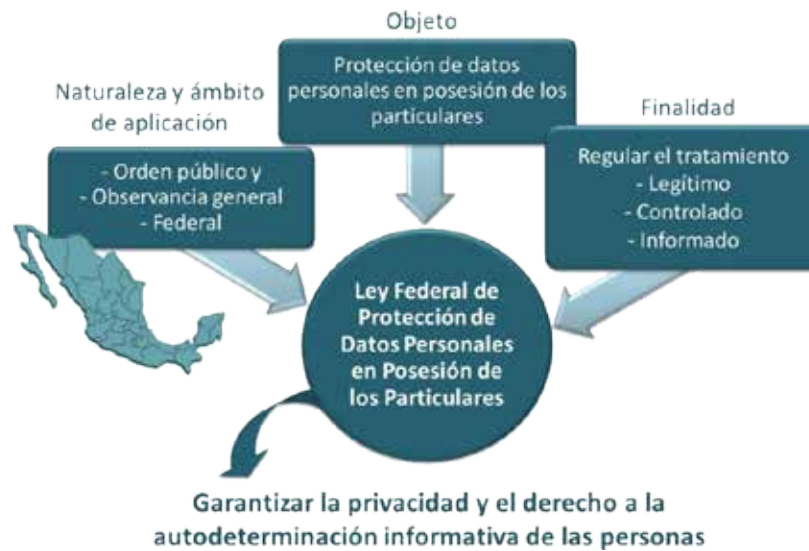 Objeto
Protección de datos
personales en posesión de los
particulares
Naturaleza y ámbito
de aplicación
- Orden público y
- Observancia general
- Federal
Finalidad
Regular el tratamiento
- Legítimo
- Controlado
- Informado
Ley Federal de
Protección de
Datos Personales
en Posesión de
los Particulares
Garantizar la privacidad y el derecho a la
autodeterminación informativa de las personas